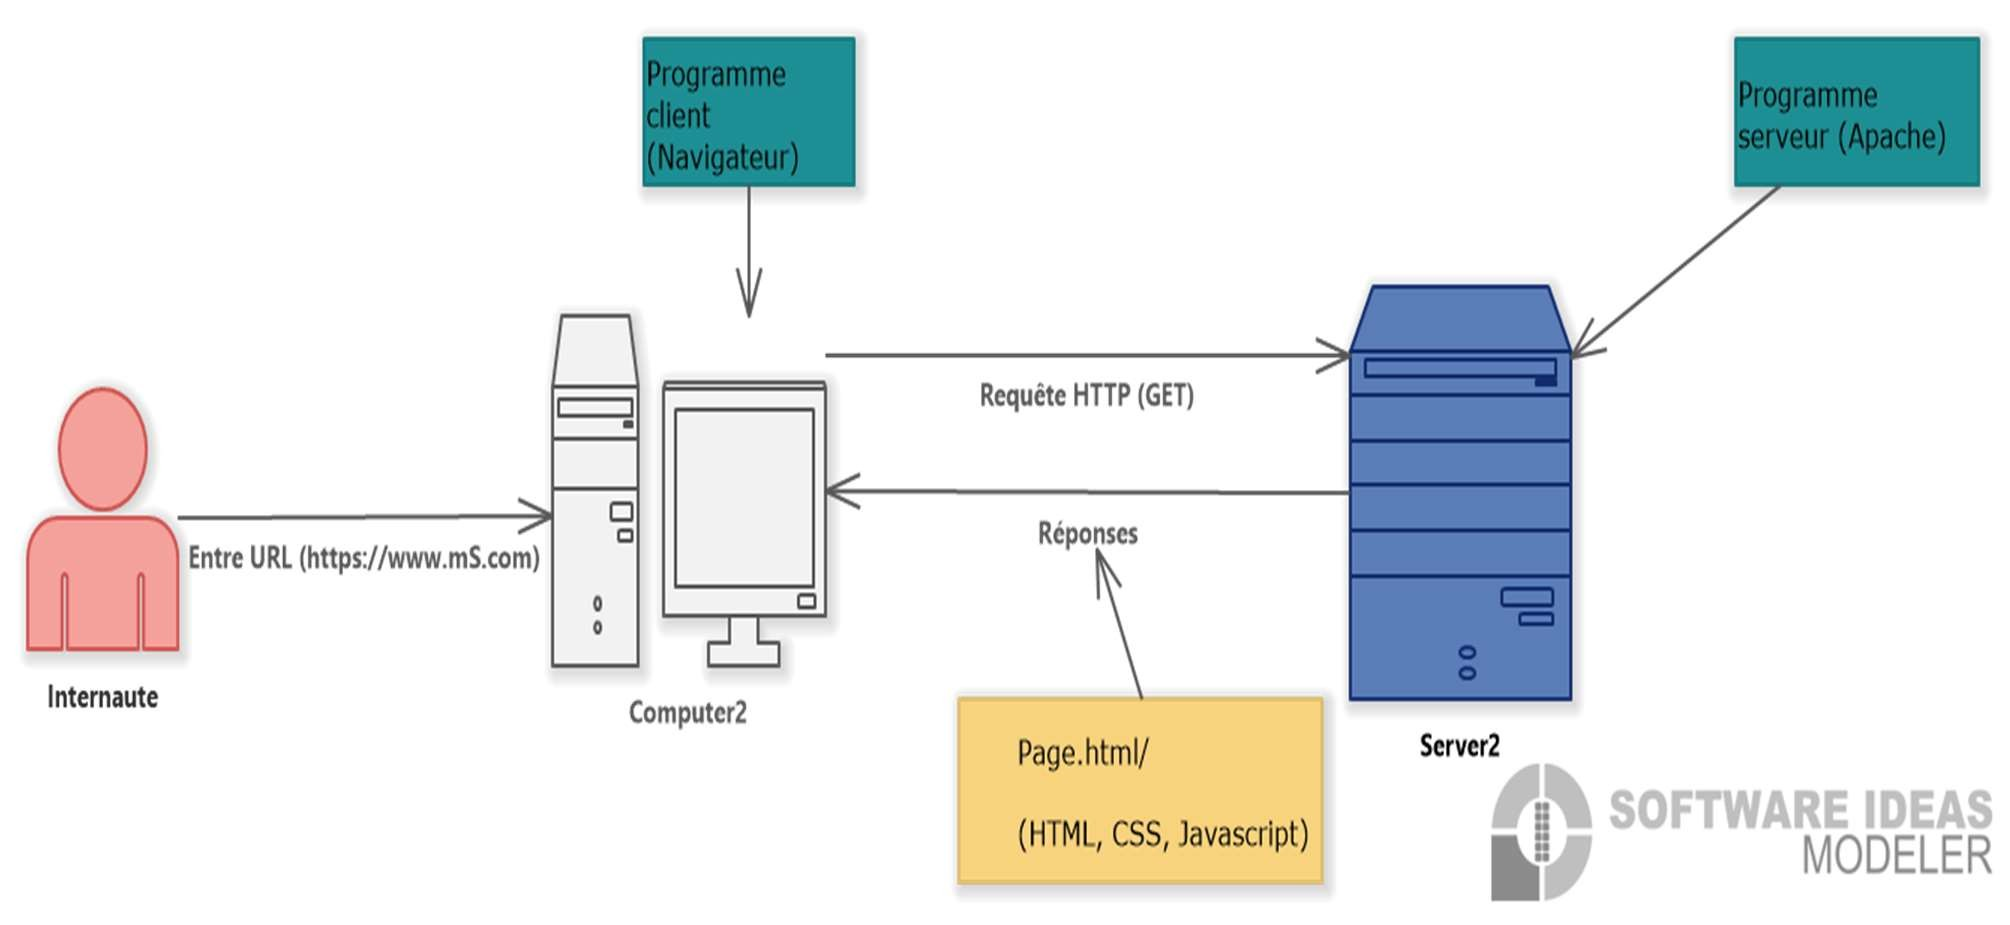 Programme
client
(Navigateur)
Programme
serveur (Apache)
Requête HTTP (GET)
Entre URL (https://www.mS.com)
Réponses
Internaute
Computer2
Page.html/
(HTML, CSS, Javascript)
Server2
SOFTWARE IDEAS
MODELER